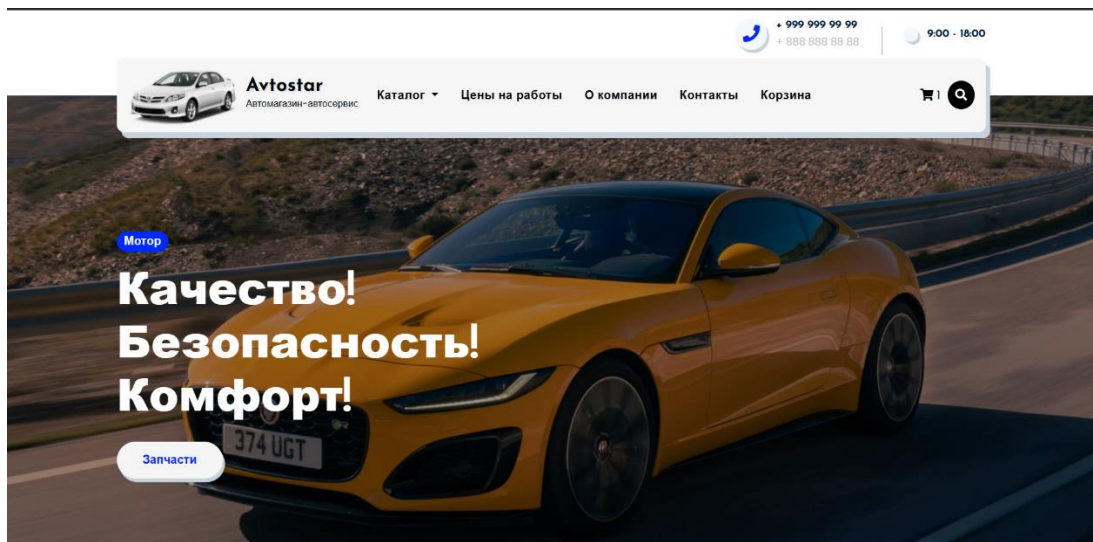 + 999 999 99 99
+ 888 888 88 88
9:00 - 18:00
Avtostar
Автомагазин-автосервис
Каталог
Цены на работы
О компании
Контакты
Корзина
1
Мотор
Качество!
Безопасность!
Комфорт!
374 UGT
Запчасти